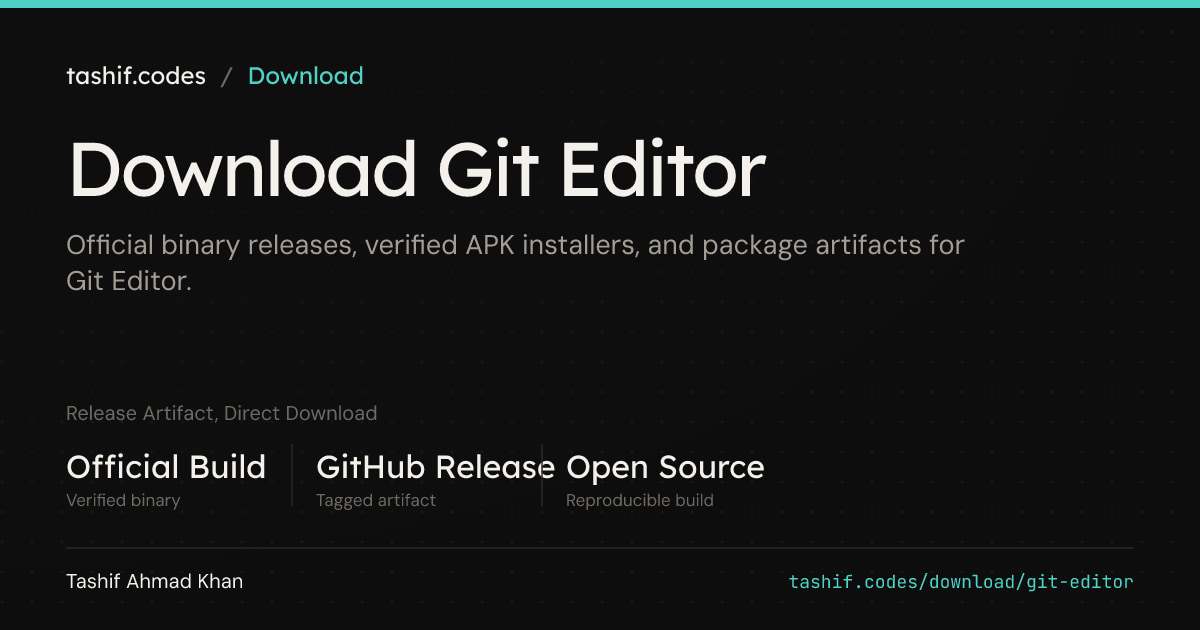 tashif.codes / Download
Download Git Editor
Official binary releases, verified APK installers, and package artifacts for
Git Editor.
Release Artifact, Direct Download
Official Build GitHub Release Open Source
Verified binary Tagged artifact Reproducible build
Tashif Ahmad Khan tashif.codes/download/git-editor